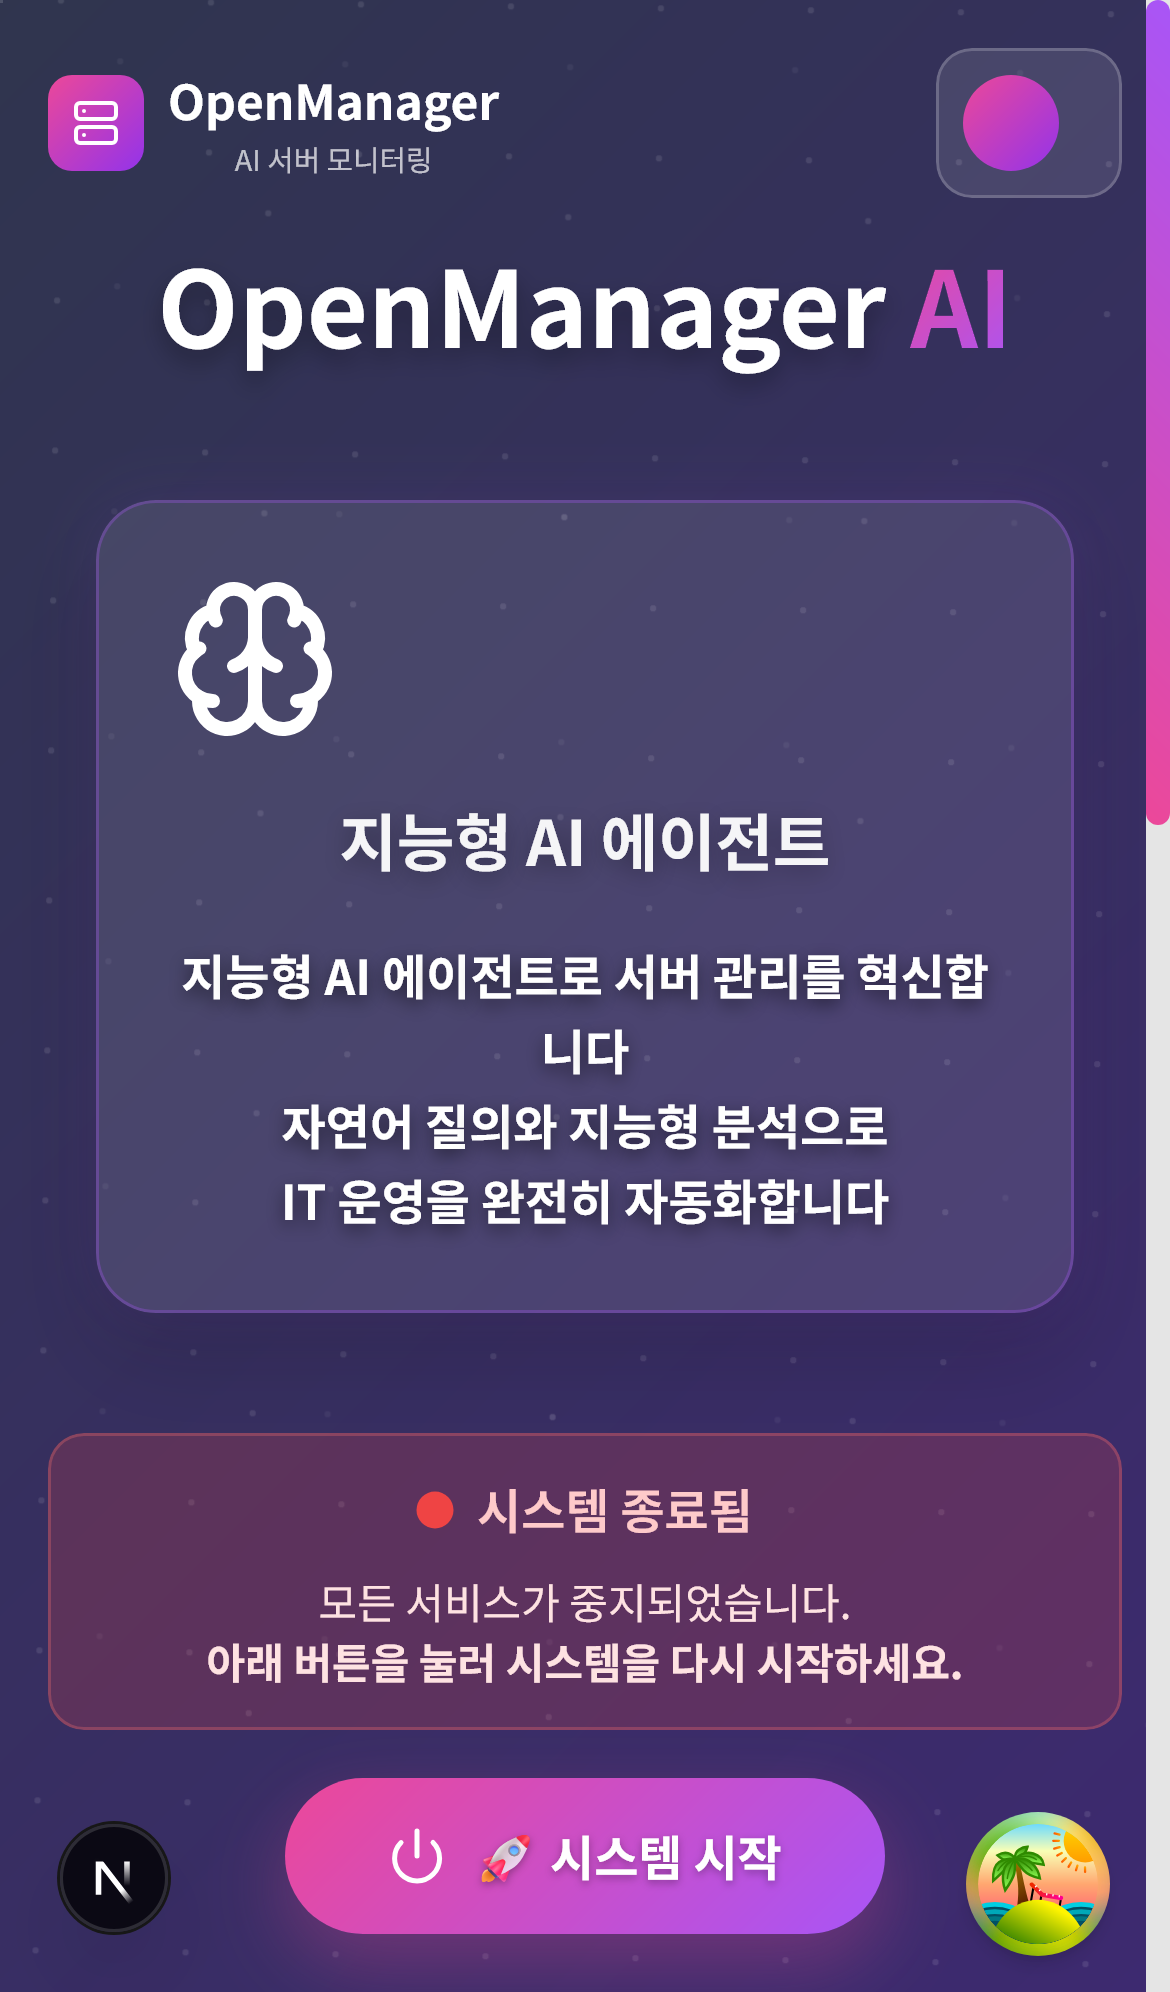 OpenManager
AI 서버 모니터링
OpenManager AI
지능형 AI 에이전트
지능형 AI 에이전트로 서버 관리를 혁신합
니다
자연어 질의와 지능형 분석으로
IT 운영을 완전히 자동화합니다
시스템 종료됨
모든 서비스가 중지되었습니다.
아래 버튼을 눌러 시스템을 다시 시작하세요.
N
🚀 시스템 시작